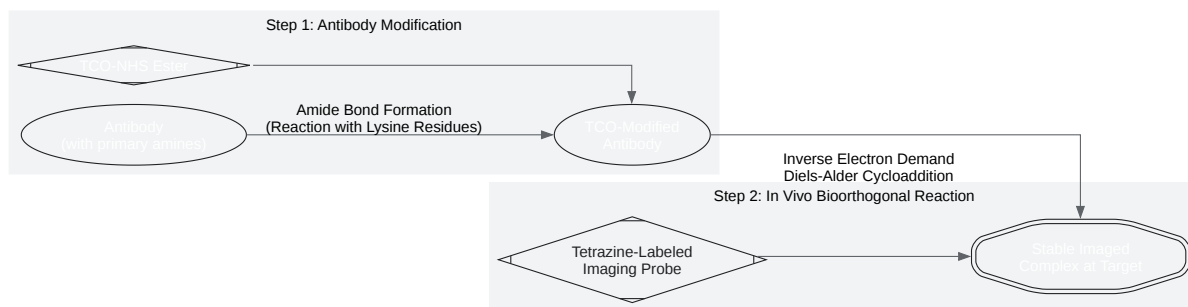 Step 1: Antibody Modification
TCO-NHS Ester
Antibody
(with primary amines)
Amide Bond Formation
(Reaction with Lysine Residues)
TCO-Modified
Antibody
Inverse Electron Demand
Diels-Alder Cycloaddition
Step 2: In Vivo Bioorthogonal Reaction
Tetrazine-Labeled
Imaging Probe
Stable Imaged
Complex at Target